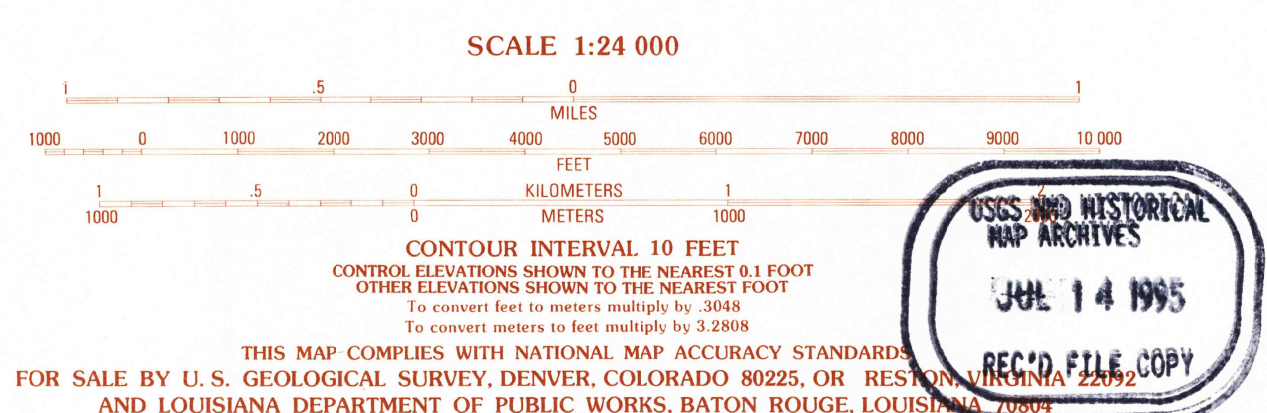 SCALE 1:24 000
1 .5 0 1
MILES
1000 0 1000 2000 3000 4000 5000 6000 7000 8000 9000 10 000
FEET
1 .5 0 KILOMETERS 1 2
1000 0 METERS 1000 2000
CONTOUR INTERVAL 10 FEET
CONTROL ELEVATIONS SHOWN TO THE NEAREST 0.1 FOOT
OTHER ELEVATIONS SHOWN TO THE NEAREST FOOT
To convert feet to meters multiply by .3048
To convert meters to feet multiply by 3.2808
THIS MAP COMPLIES WITH NATIONAL MAP ACCURACY STANDARDS
FOR SALE BY U. S. GEOLOGICAL SURVEY, DENVER, COLORADO 80225, OR RESTON, VIRGINIA 22092
AND LOUISIANA DEPARTMENT OF PUBLIC WORKS, BATON ROUGE, LOUISIANA 70804
USGS NMD HISTORICAL
MAP ARCHIVES
JUL 14 1995
REC'D FILE COPY